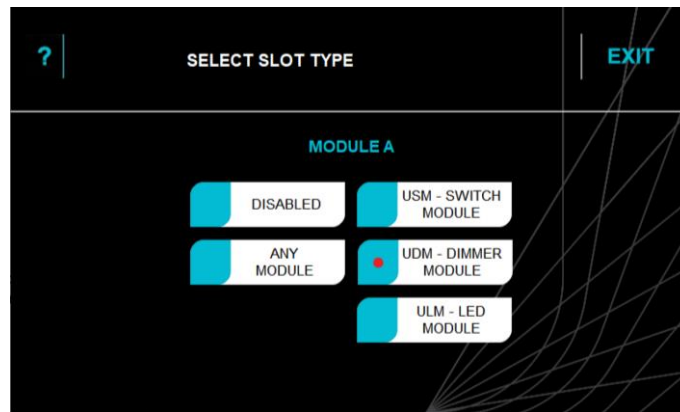 ?
SELECT SLOT TYPE
EXIT
MODULE A
DISABLED
USM - SWITCH
MODULE
ANY
MODULE
UDM - DIMMER
MODULE
ULM - LED
MODULE